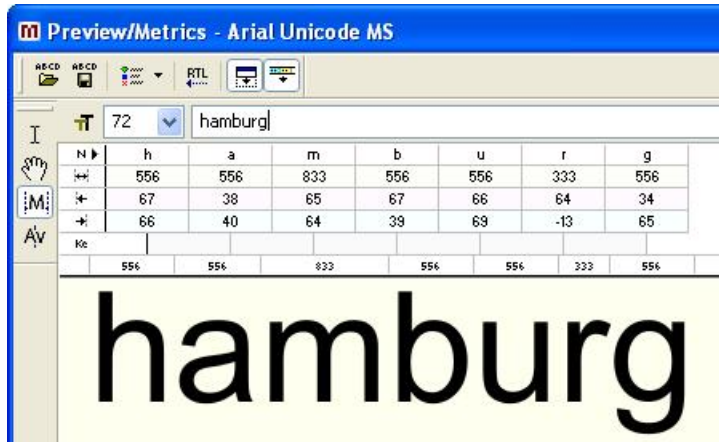 Preview/Metrics - Arial Unicode MS
ABCD ABCD RTL
72 hamburg
N h a m b u r g
556 556 833 556 556 333 556
67 38 65 67 66 64 34
66 40 64 39 69 -13 65
Ke
556 556 833 556 556 333 556
hamburg